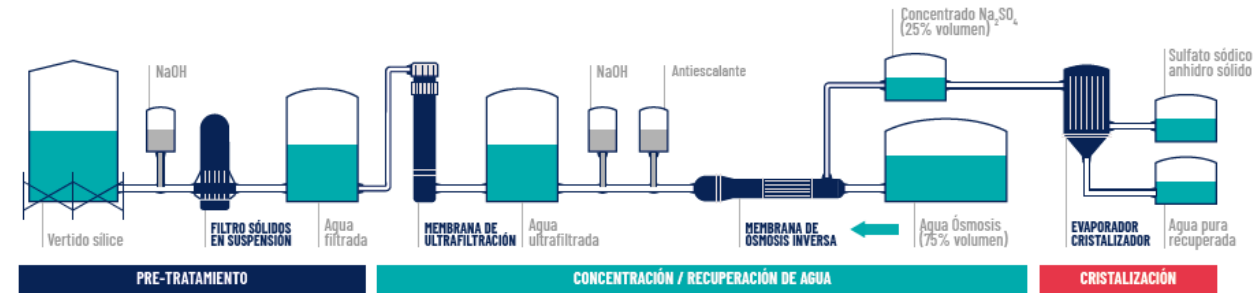 Concentrado Na₂SO₄
(25% volumen)
Sulfato sódico
anhidro sólido
NaOH
NaOH
Antiescalante
Vertido sílice
FILTRO SÓLIDOS
EN SUSPENSIÓN
Agua
filtrada
MEMBRANA DE
ULTRAFILTRACIÓN
Agua
ultrafiltrada
MEMBRANA DE
ÓSMOSIS INVERSA
Agua Ósmosis
(75% volumen)
EVAPORADOR
CRISTALIZADOR
Agua pura
recuperada
PRE-TRATAMIENTO
CONCENTRACIÓN / RECUPERACIÓN DE AGUA
CRISTALIZACIÓN